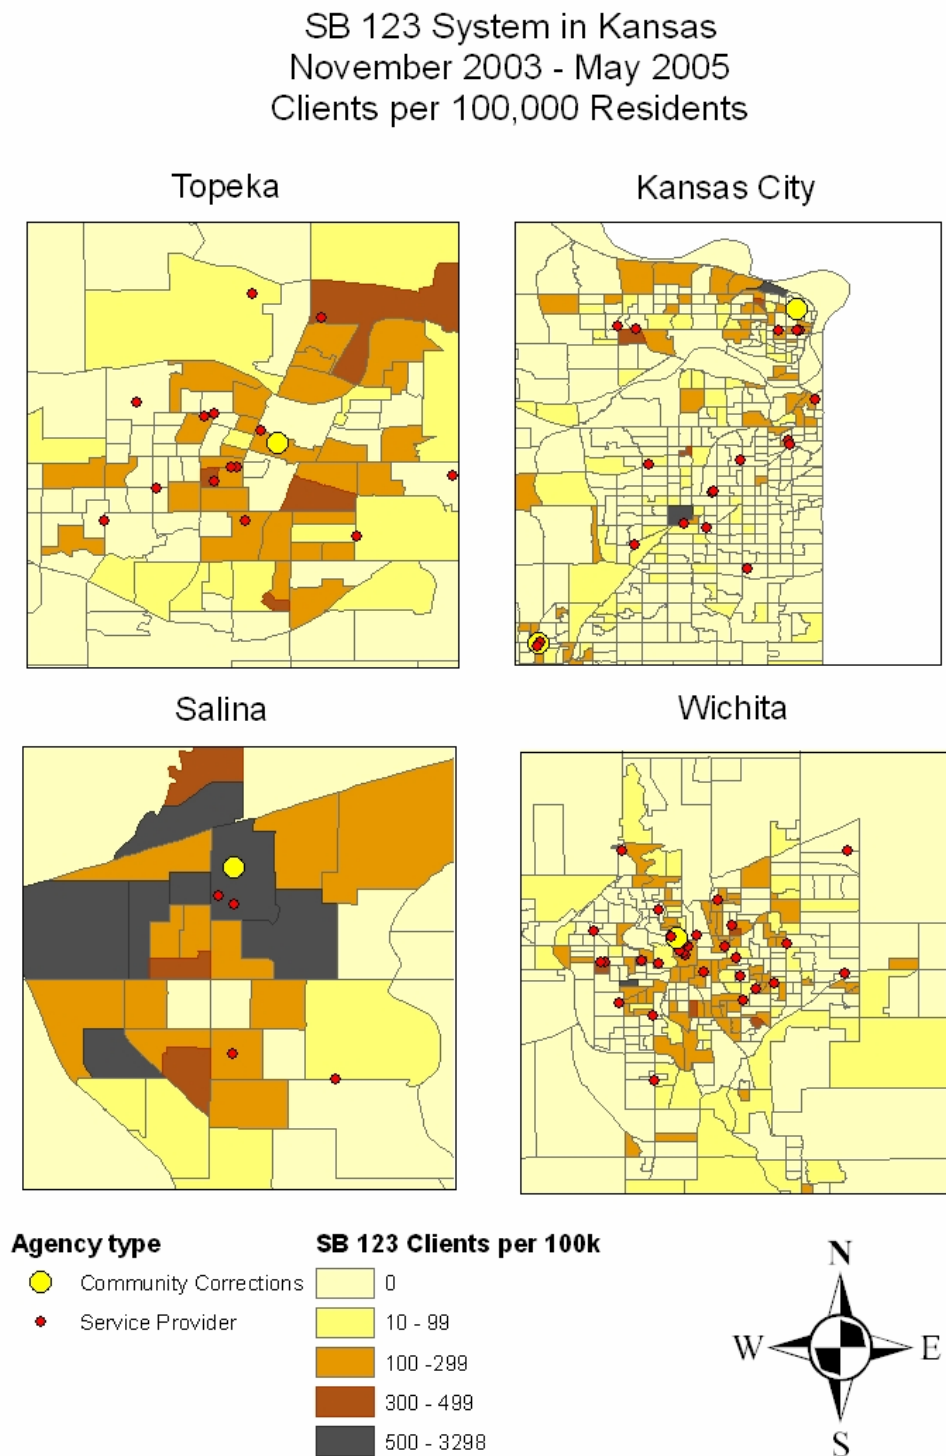 SB 123 System in Kansas
November 2003 - May 2005
Clients per 100,000 Residents
Topeka
Kansas City
Salina
Wichita
Agency type
Community Corrections
Service Provider
SB 123 Clients per 100k
0
10 - 99
100 -299
300 - 499
500 - 3298
N
W
E
S